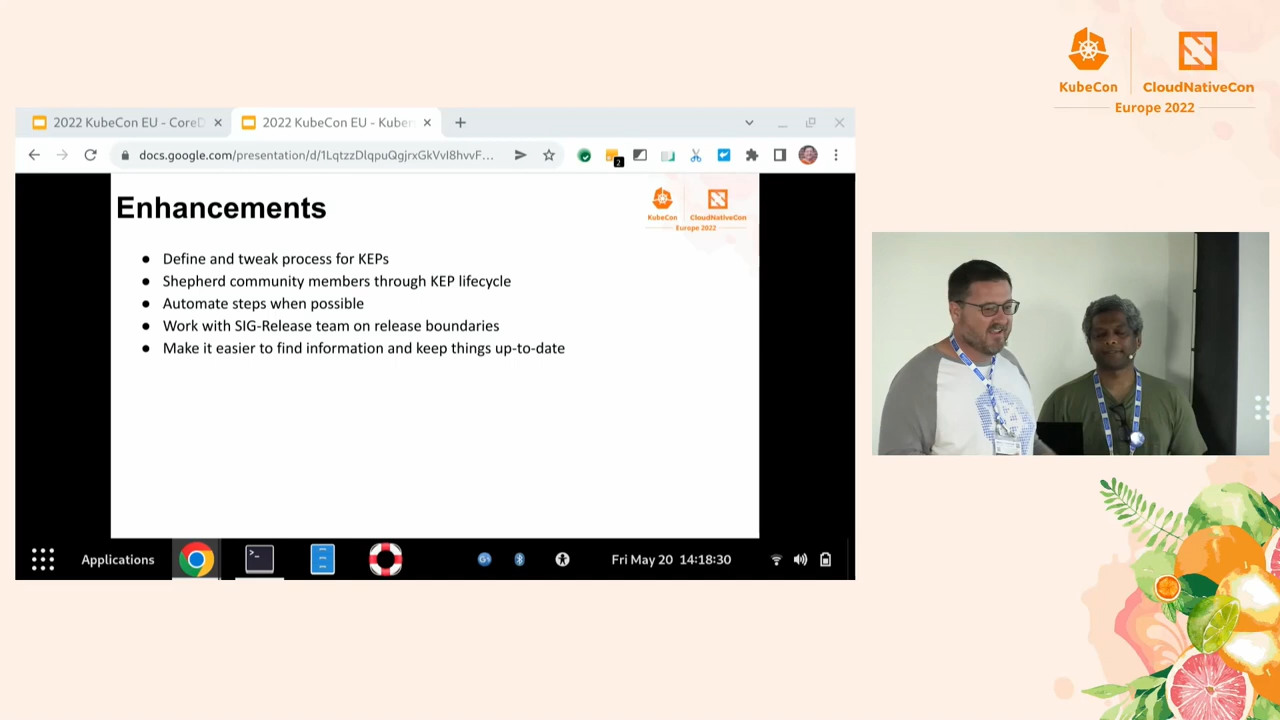 KubeCon
CloudNativeCon
Europe 2022
2022 KubeCon EU - CoreD
2022 KubeCon EU - Kuber
docs.google.com/presentation/d/1LqtzzDlqpuQgjrxGkVvI8hvvF...
2
Enhancements
KubeCon
CloudNativeCon
Europe 2022
● Define and tweak process for KEPs
● Shepherd community members through KEP lifecycle
● Automate steps when possible
● Work with SIG-Release team on release boundaries
● Make it easier to find information and keep things up-to-date
Applications
Fri May 20 14:18:30